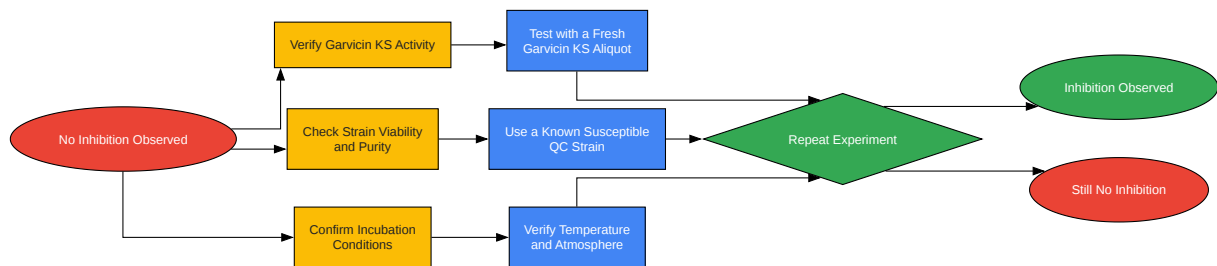 No Inhibition Observed
Verify Garvicin KS Activity
Test with a Fresh
Garvicin KS Aliquot
Check Strain Viability
and Purity
Use a Known Susceptible
QC Strain
Confirm Incubation
Conditions
Verify Temperature
and Atmosphere
Repeat Experiment
Inhibition Observed
Still No Inhibition